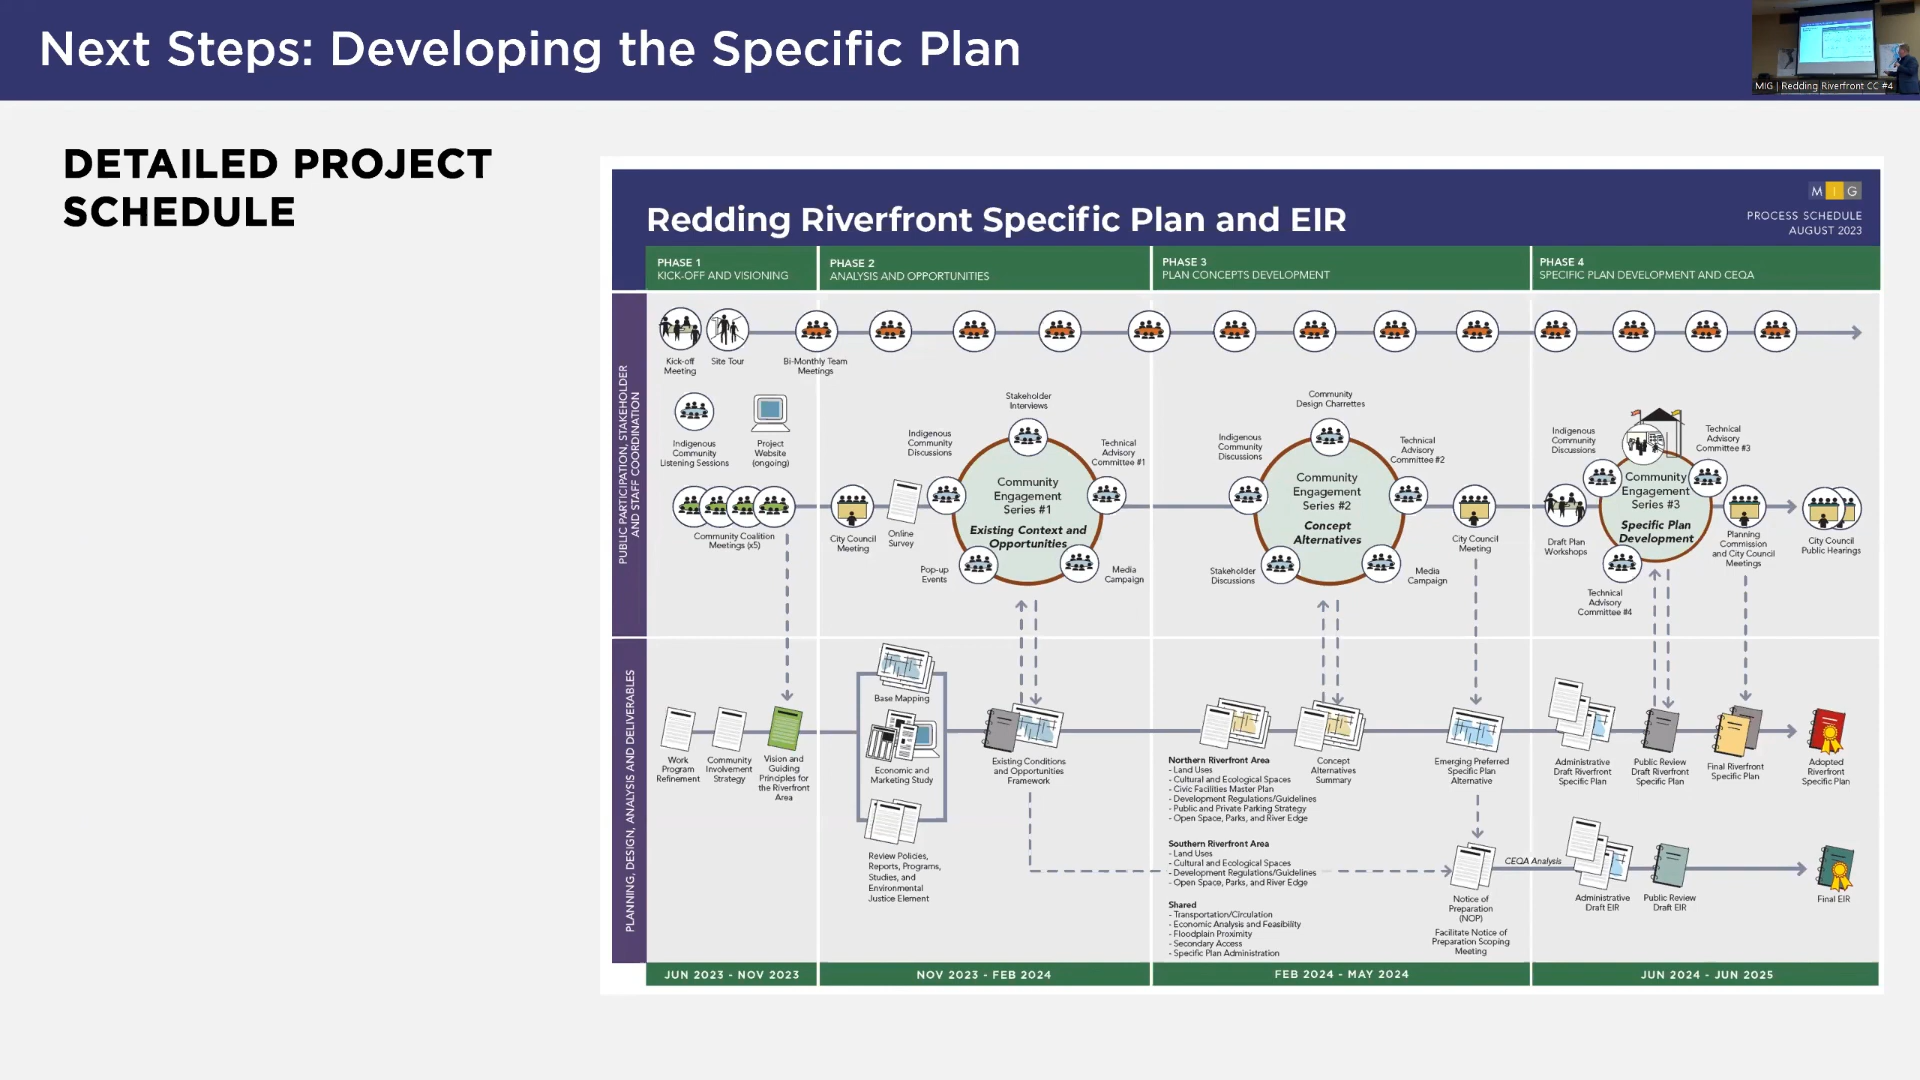 Next Steps: Developing the Specific Plan
MIG | Redding Riverfront CC #4
DETAILED PROJECT
SCHEDULE
MIG
Redding Riverfront Specific Plan and EIR
PROCESS SCHEDULE
AUGUST 2023
PHASE 1
KICK-OFF AND VISIONING
PHASE 2
ANALYSIS AND OPPORTUNITIES
PHASE 3
PLAN CONCEPTS DEVELOPMENT
PHASE 4
SPECIFIC PLAN DEVELOPMENT AND CEQA
PUBLIC PARTICIPATION, STAKEHOLDER
AND STAFF COORDINATION
Kick-off
Meeting
Site Tour
Bi-Monthly Team
Meetings
Indigenous
Community
Listening Sessions
Project
Website
(ongoing)
Community Coalition
Meetings (x5)
City Council
Meeting
Online
Survey
Stakeholder
Interviews
Indigenous
Community
Discussions
Technical
Advisory
Committee #1
Community
Engagement
Series #1
Existing Context and
Opportunities
Pop-up
Events
Media
Campaign
Community
Design Charrettes
Indigenous
Community
Discussions
Technical
Advisory
Committee #2
Community
Engagement
Series #2
Concept
Alternatives
Stakeholder
Discussions
Media
Campaign
City Council
Meeting
Indigenous
Community
Discussions
Technical
Advisory
Committee #3
Community
Engagement
Series #3
Specific Plan
Development
Draft Plan
Workshops
Technical
Advisory
Committee #4
Planning
Commission
and City Council
Meetings
City Council
Public Hearings
PLANNING, DESIGN, ANALYSIS AND DELIVERABLES
Work
Program
Refinement
Community
Involvement
Strategy
Vision and
Guiding
Principles for
the Riverfront
Area
Base Mapping
Economic and
Marketing Study
Review Policies,
Reports, Programs,
Studies, and
Environmental
Justice Element
Existing Conditions
and Opportunities
Framework
Northern Riverfront Area
- Land Uses
- Cultural and Ecological Spaces
- Civic Facilities Master Plan
- Development Regulations/Guidelines
- Public and Private Parking Strategy
- Open Space, Parks, and River Edge
Southern Riverfront Area
- Land Uses
- Cultural and Ecological Spaces
- Development Regulations/Guidelines
- Open Space, Parks, and River Edge
Shared
- Transportation/Circulation
- Economic Analysis and Feasibility
- Floodplain Proximity
- Secondary Access
- Specific Plan Administration
Concept
Alternatives
Summary
Emerging Preferred
Specific Plan
Alternative
Notice of
Preparation
(NOP)
Facilitate Notice of
Preparation Scoping
Meeting
CEQA Analysis
Administrative
Draft Riverfront
Specific Plan
Public Review
Draft Riverfront
Specific Plan
Final Riverfront
Specific Plan
Adopted
Riverfront
Specific Plan
Administrative
Draft EIR
Public Review
Draft EIR
Final EIR
JUN 2023 - NOV 2023
NOV 2023 - FEB 2024
FEB 2024 - MAY 2024
JUN 2024 - JUN 2025